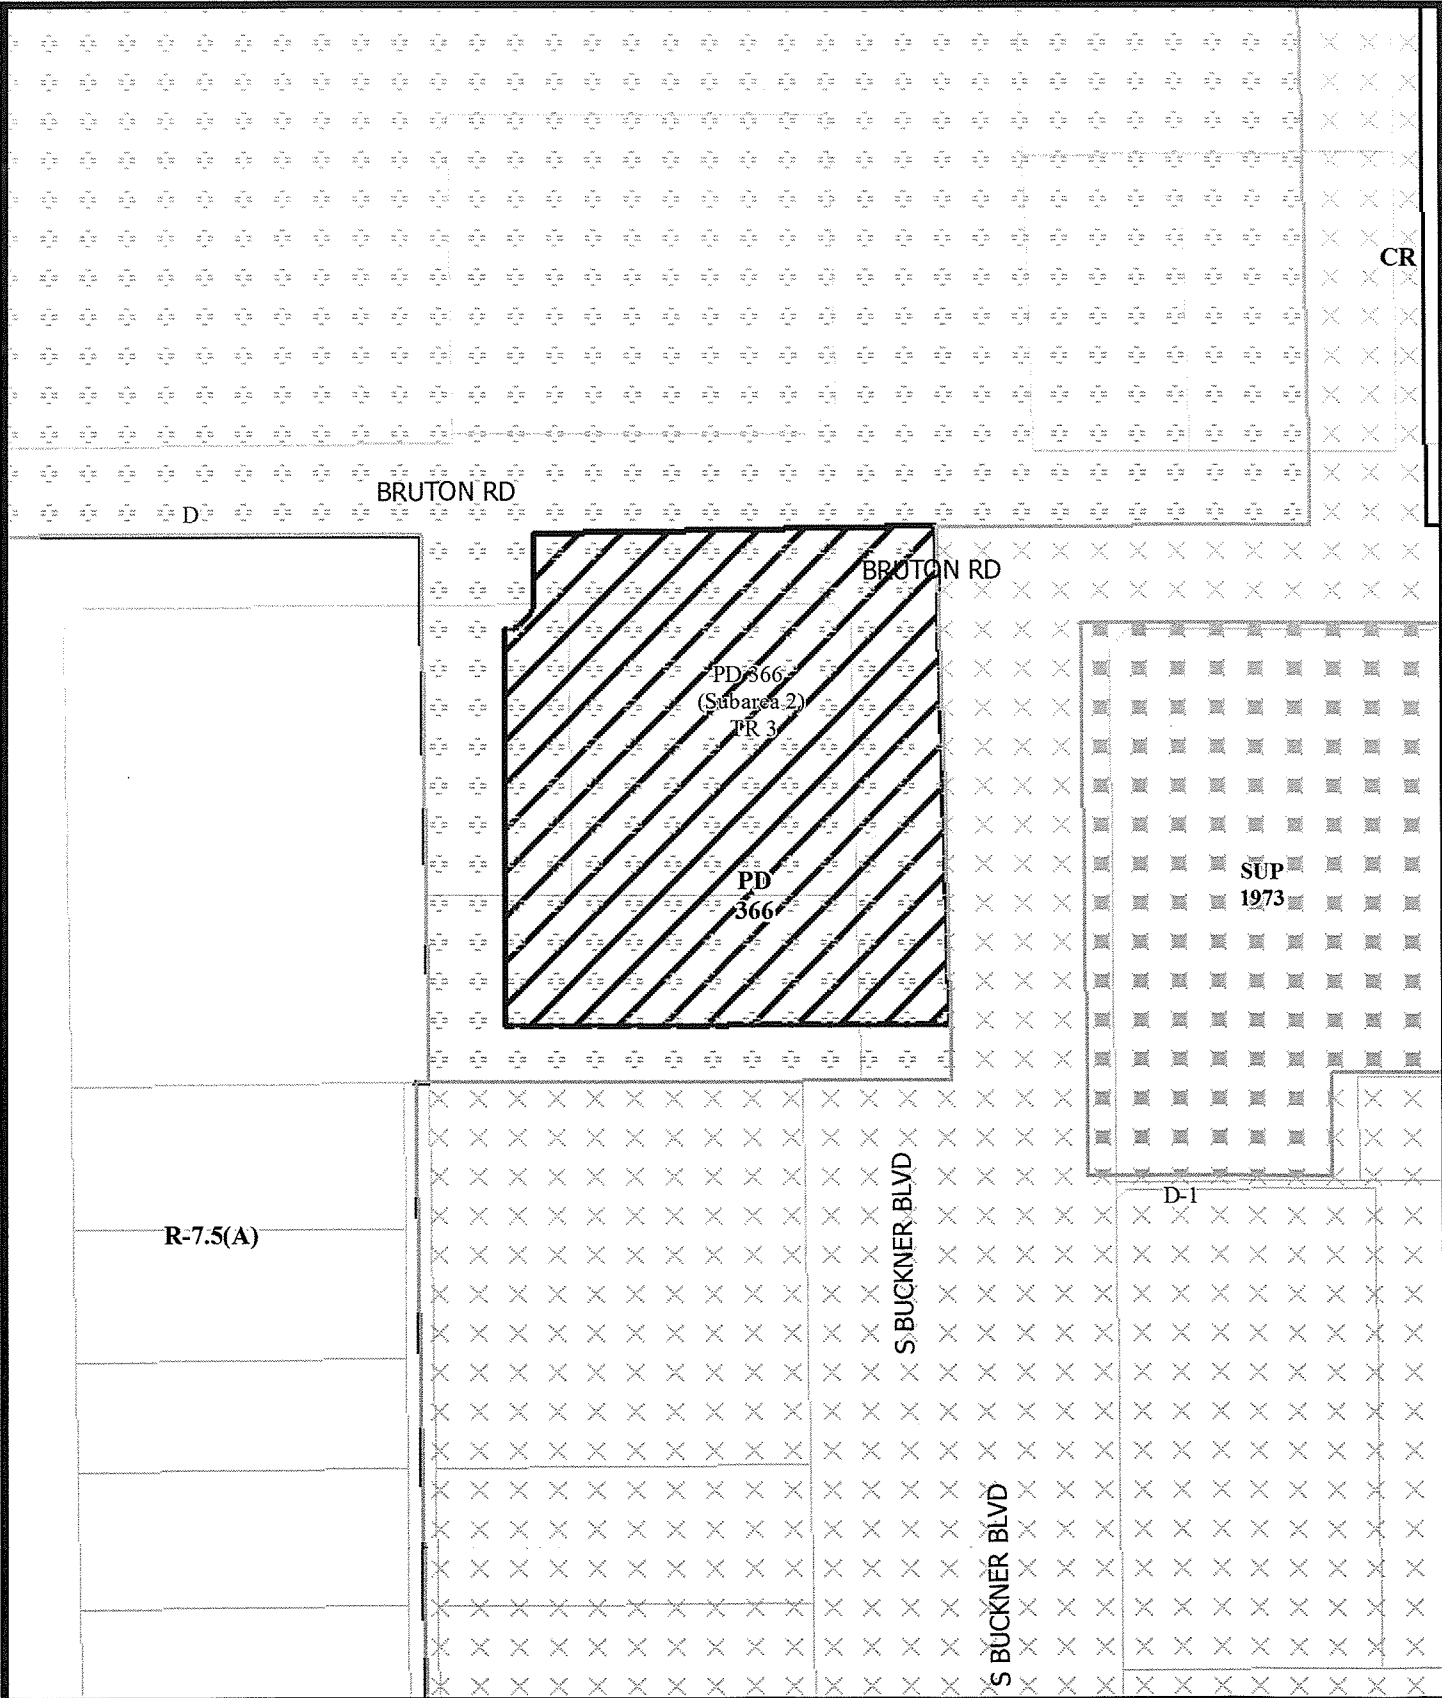 CR
BRUTON RD
D
BRUTON RD
PD 366
(Subarea 2)
TR 3
PD
366
SUP
1973
D-1
R-7.5(A)
S BUCKNER BLVD
S BUCKNER BLVD